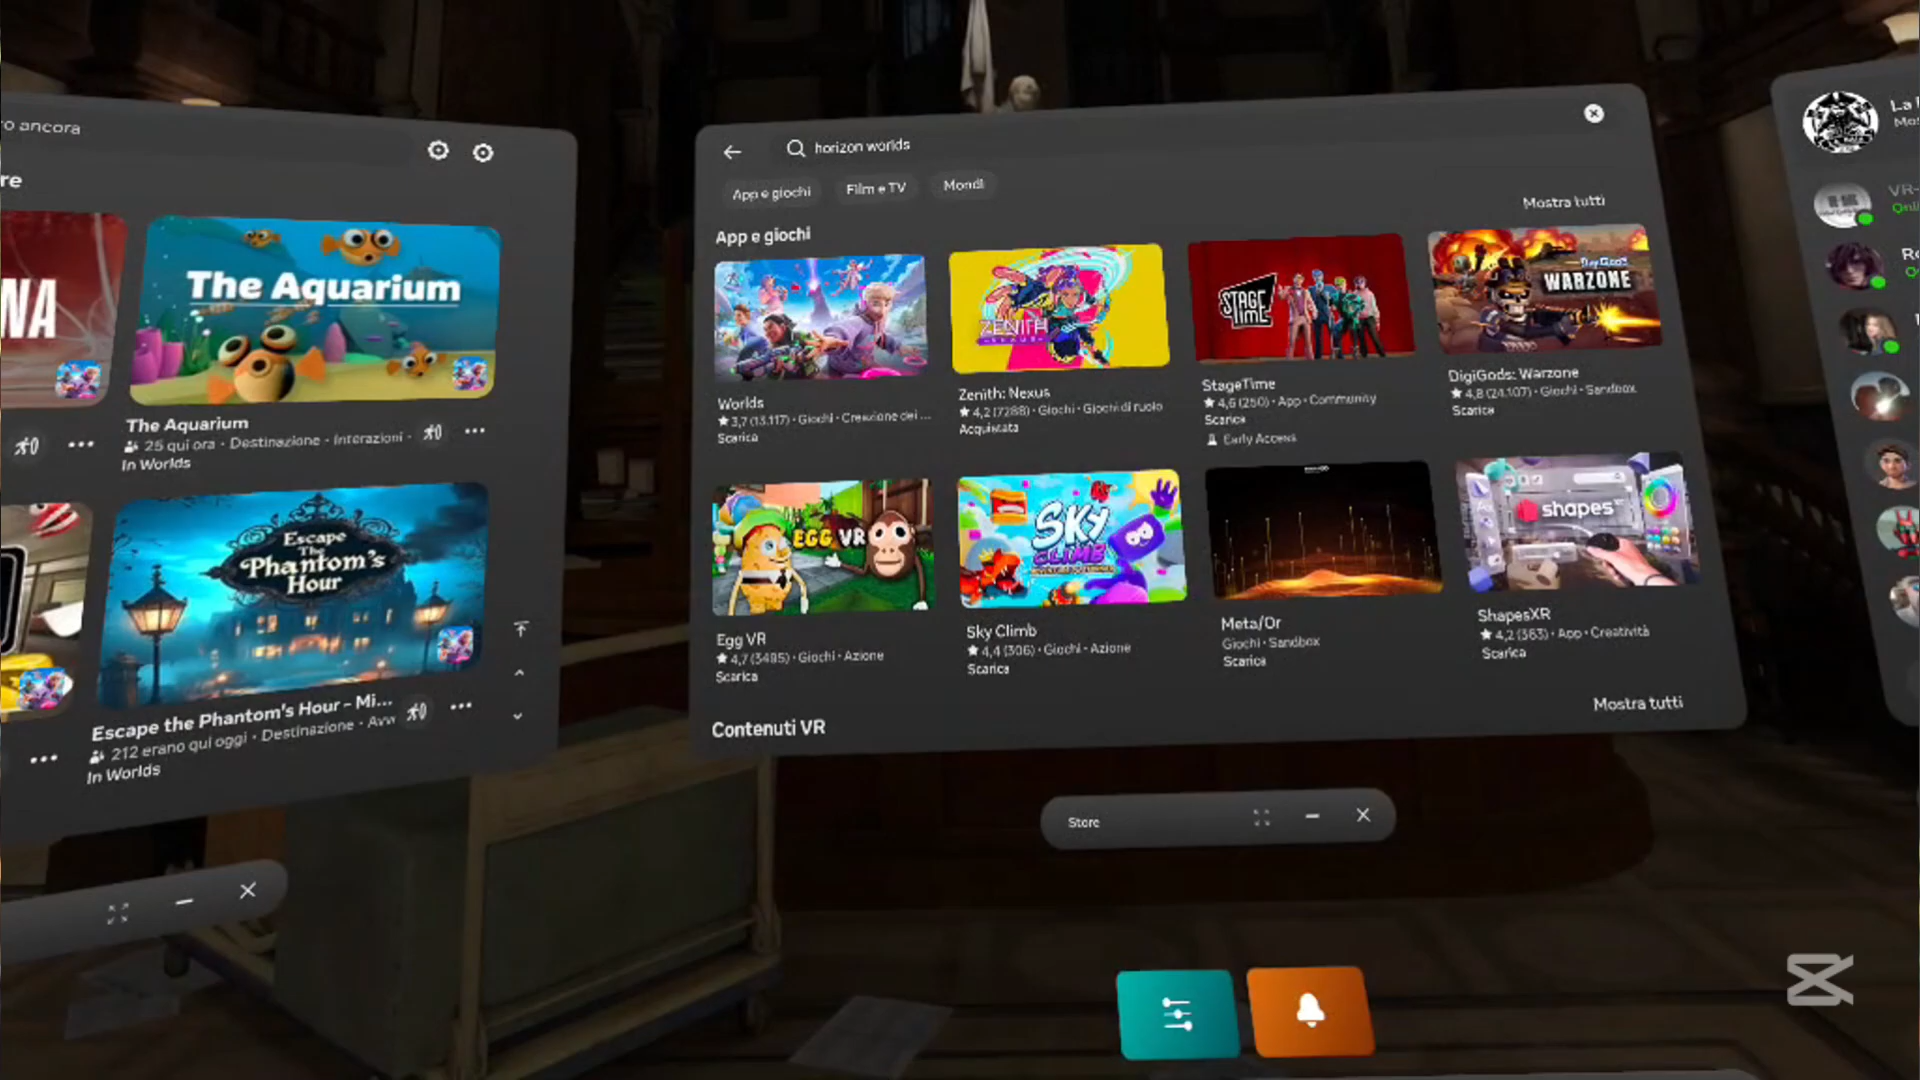 o ancora
re
NA
The Aquarium
The Aquarium
25 qui ora · Destinazione · Interazioni ·
In Worlds
Escape
The
Phantom's
Hour
Escape the Phantom's Hour – Mi...
212 erano qui oggi · Destinazione · Avv
In Worlds
horizon worlds
App e giochi
Film e TV
Mondi
Mostra tutti
App e giochi
STAGE
TIME
DigiGods
WARZONE
ZENITH
Worlds
3,7 (13.117) · Giochi · Creazione dei ...
Scarica
Zenith: Nexus
4,2 (7288) · Giochi · Giochi di ruolo
Acquistata
StageTime
4,6 (250) · App · Community
Scarica
Early Access
DigiGods: Warzone
4,8 (24.107) · Giochi · Sandbox
Scarica
EGG VR
SKY
CLIMB
shapes
Egg VR
4,7 (3495) · Giochi · Azione
Scarica
Sky Climb
4,4 (306) · Giochi · Azione
Scarica
Meta/Or
Giochi · Sandbox
Scarica
ShapesXR
4,2 (363) · App · Creatività
Scarica
Contenuti VR
Mostra tutti
Store
La
VR-